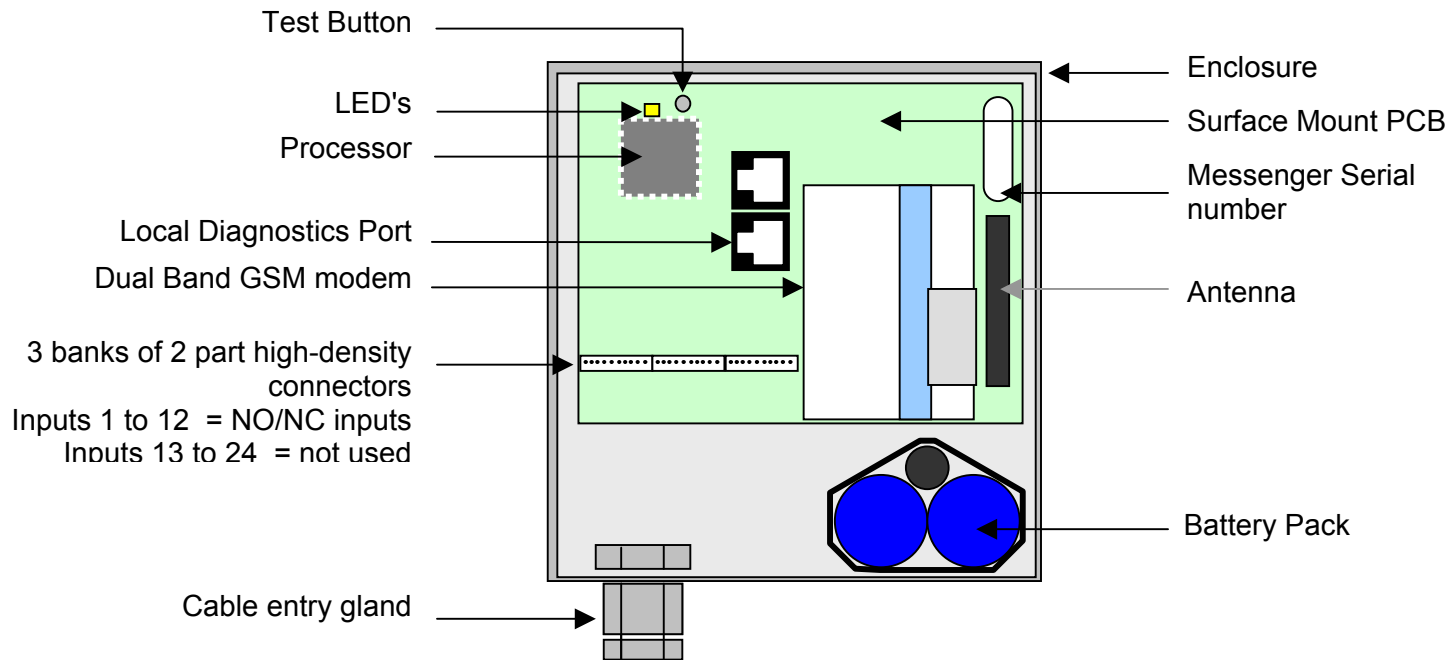 Test Button
LED's
Processor
Local Diagnostics Port
Dual Band GSM modem
3 banks of 2 part high-density
connectors
Inputs 1 to 12 = NO/NC inputs
Inputs 13 to 24 = not used
Cable entry gland
Enclosure
Surface Mount PCB
Messenger Serial
number
Antenna
Battery Pack